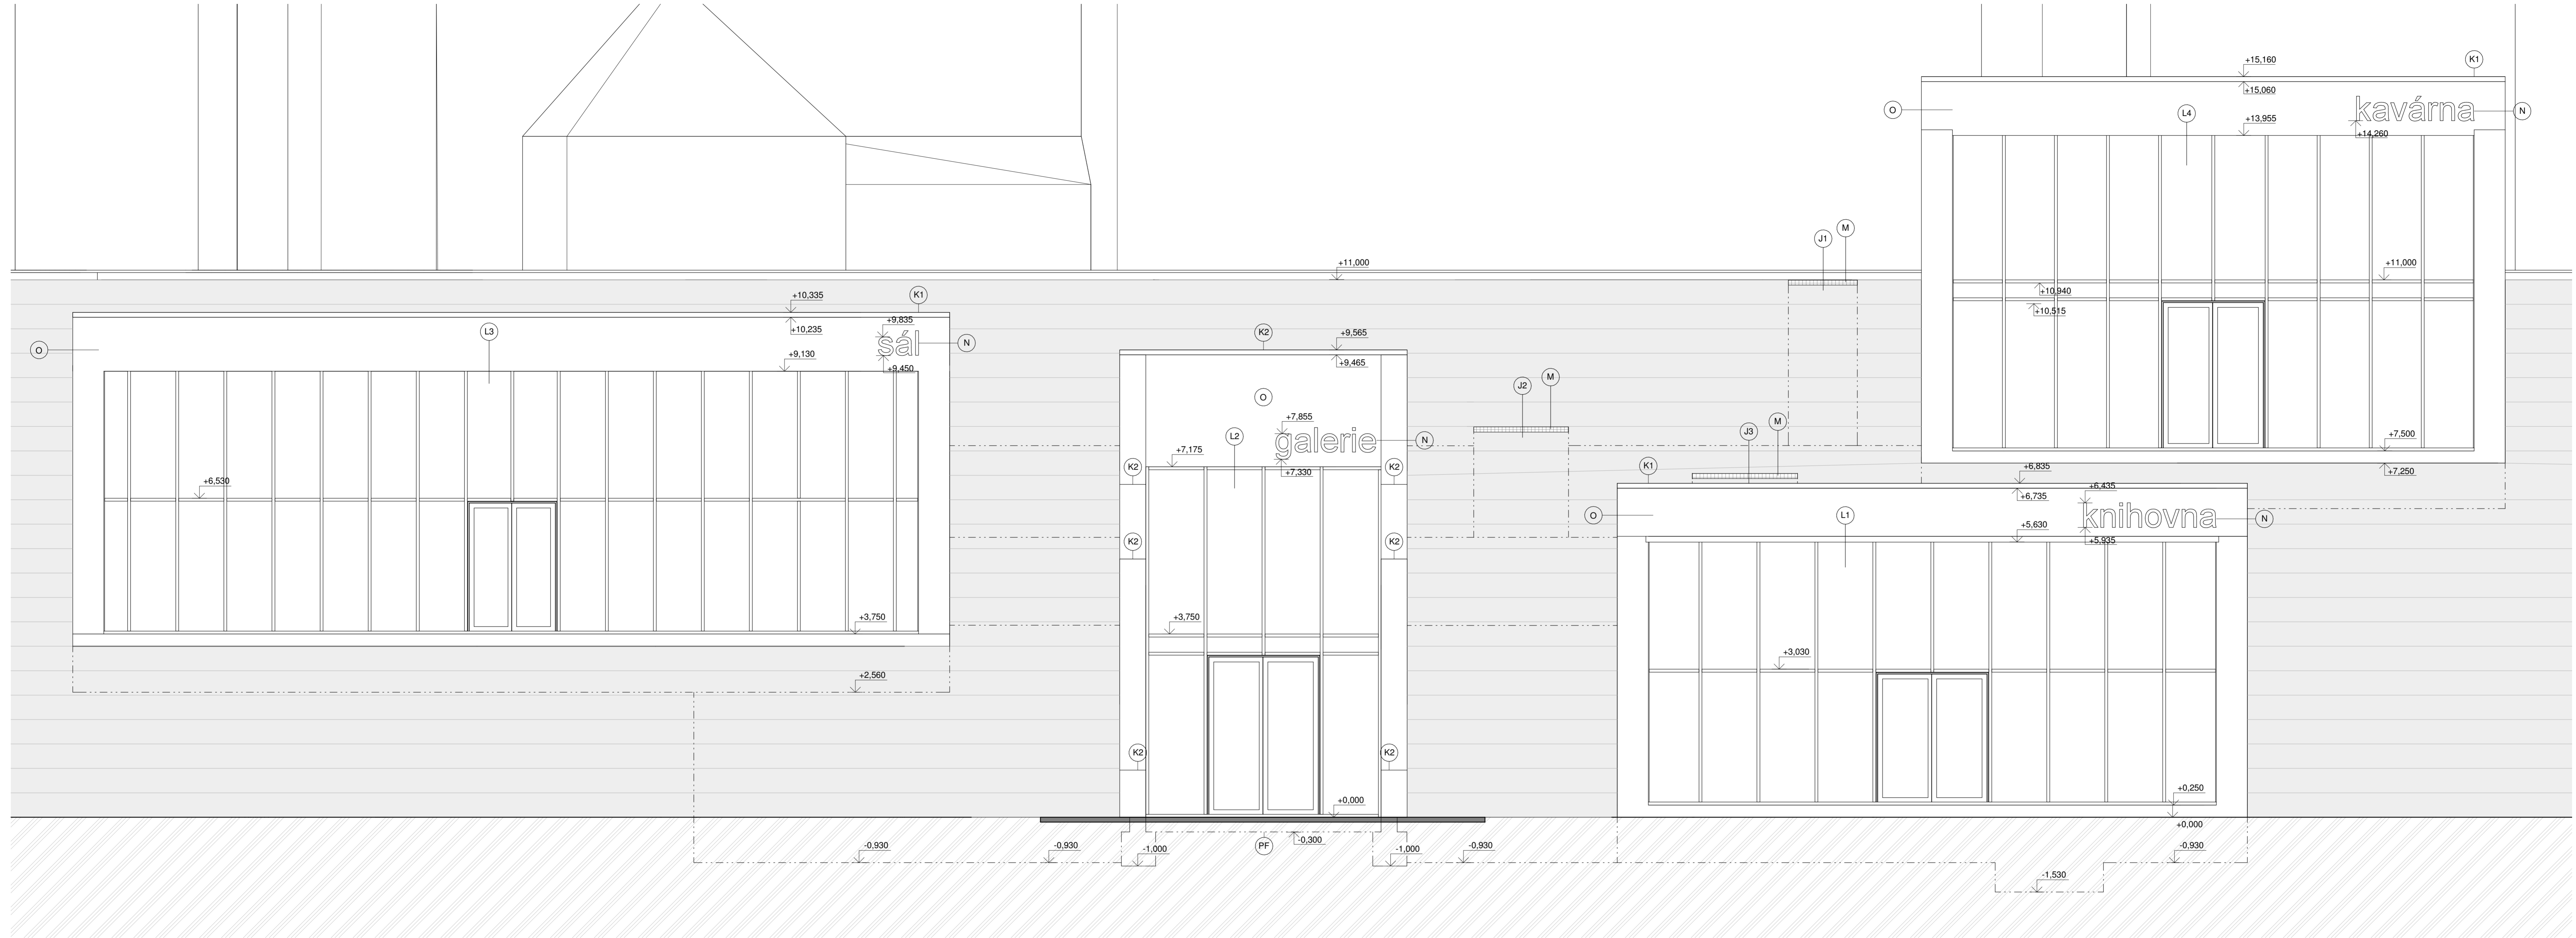 +15,160
K1
+15,060
O
kavárna
N
L4
+13,955
+14,260
M
J1
+11,000
+11,000
+10,940
+10,515
K1
+10,335
+10,235
+9,835
sál
N
L3
O
+9,130
+9,450
K2
+9,565
+9,465
M
J2
O
+7,855
galerie
N
L2
+7,175
+7,330
M
J3
+7,500
K2
K2
K1
+6,835
+7,250
+6,530
+6,435
+6,735
knihovna
N
O
L1
+5,630
+5,935
K2
K2
+3,750
+3,750
+3,030
+2,560
K2
K2
+0,250
+0,000
+0,000
-0,300
PF
-0,930
-0,930
-1,000
-1,000
-0,930
-0,930
-1,530